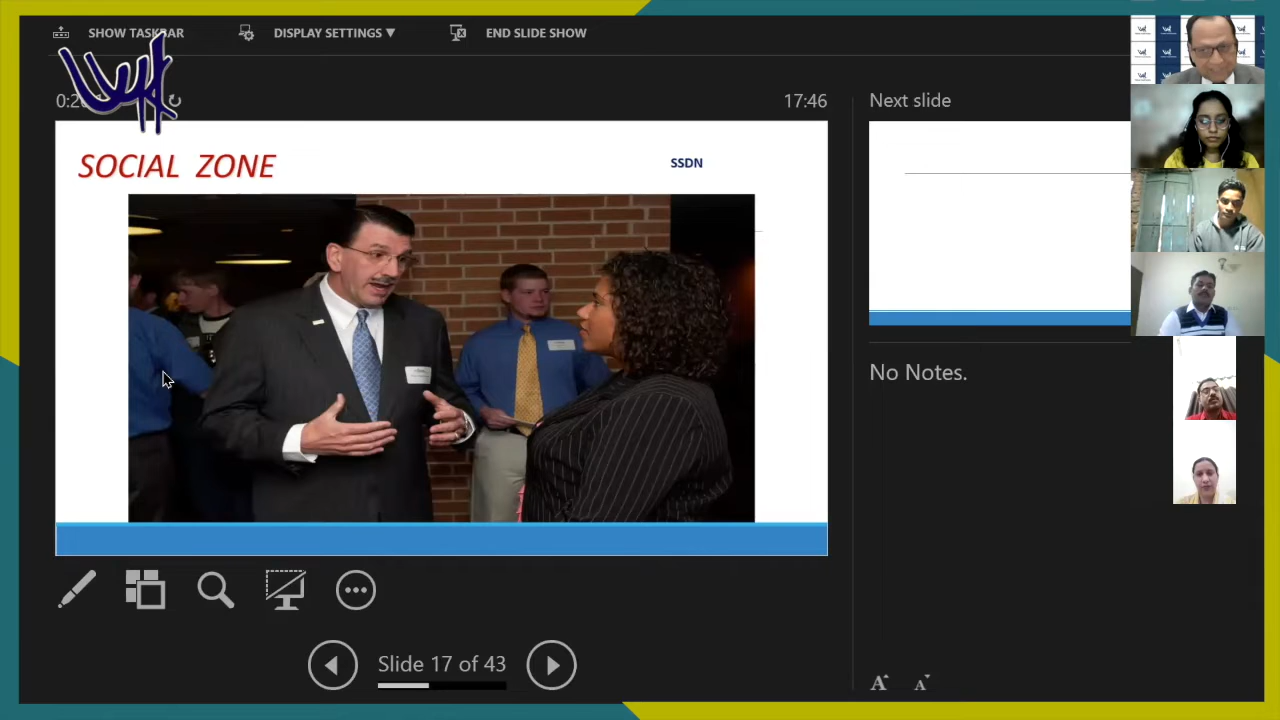 SHOW TASKBAR
DISPLAY SETTINGS ▼
END SLIDE SHOW
17:46
Next slide
SOCIAL ZONE
SSDN
No Notes.
Slide 17 of 43
A A